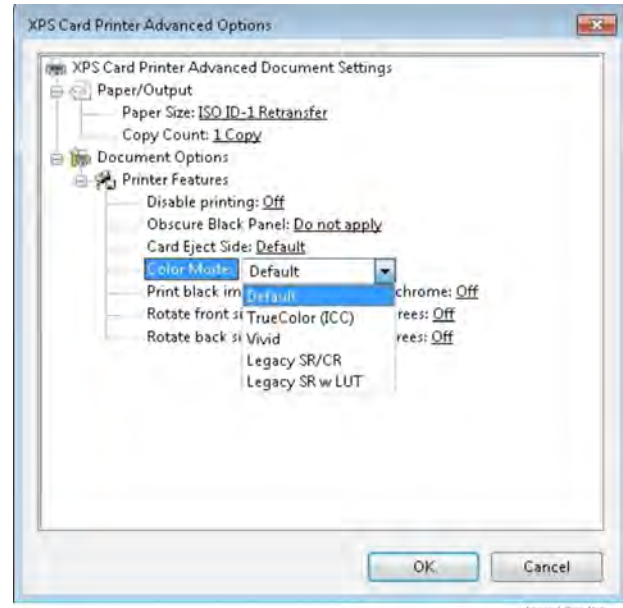 XPS Card Printer Advanced Options
XPS Card Printer Advanced Document Settings
Paper/Output
Paper Size: ISO ID-1 Retransfer
Copy Count: 1 Copy
Document Options
Printer Features
Disable printing: Off
Obscure Black Panel: Do not apply
Card Eject Side: Default
Color Mode: Default
Print black im chrome: Off
Default
Rotate front si rees: Off
TrueColor (ICC)
Rotate back si rees: Off
Vivid
Legacy SR/CR
Legacy SR w LUT
OK Cancel